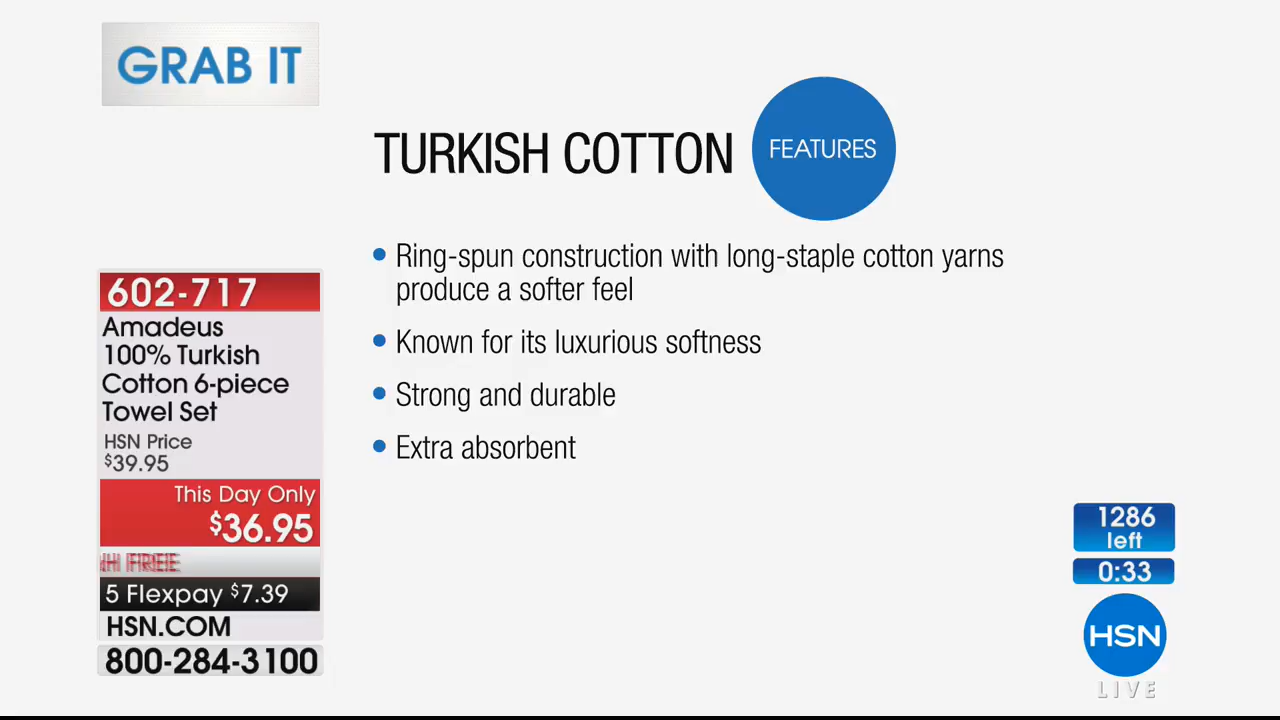 GRAB IT
TURKISH COTTON
FEATURES
• Ring-spun construction with long-staple cotton yarns
produce a softer feel
• Known for its luxurious softness
• Strong and durable
• Extra absorbent
602-717
Amadeus
100% Turkish
Cotton 6-piece
Towel Set
HSN Price
$39.95
This Day Only
$36.95
FREE
5 Flexpay $7.39
HSN.COM
800-284-3100
1286
left
0:33
HSN
LIVE